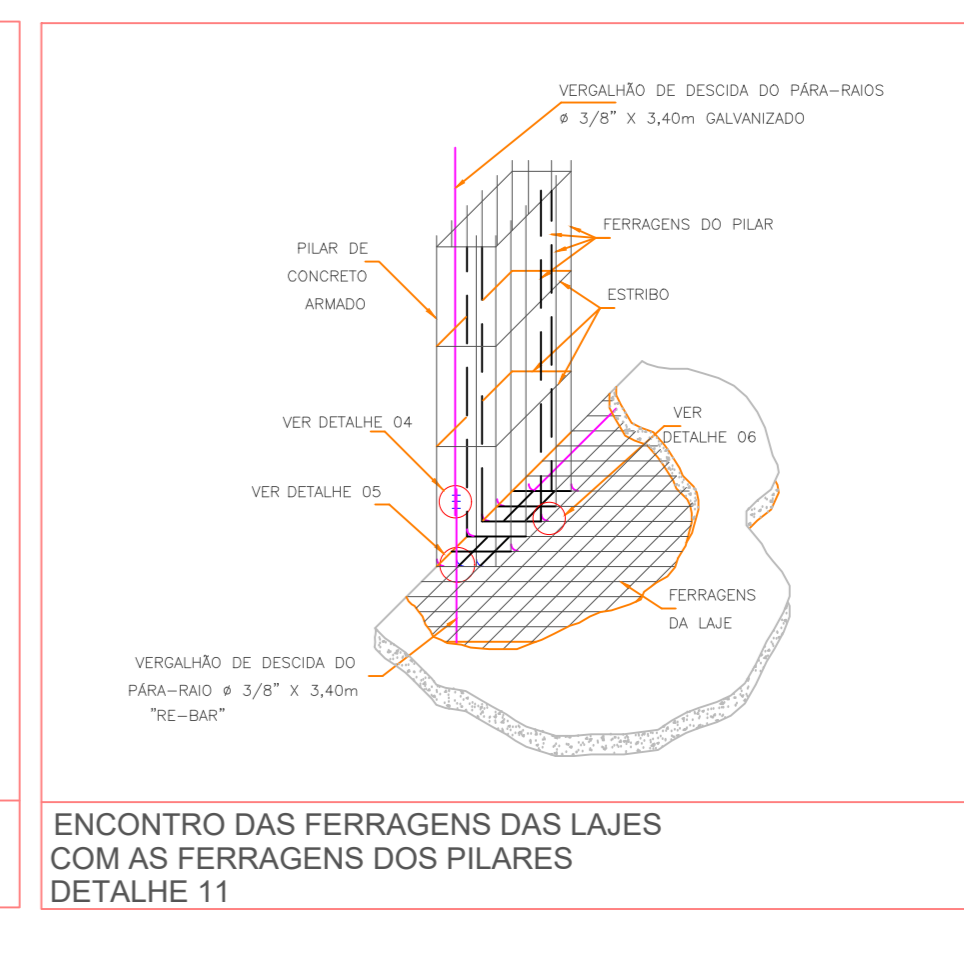 VERGALHÃO DE DESCIDA DO PÁRA-RAIOS
ø 3/8" X 3,40m GALVANIZADO
FERRAGENS DO PILAR
PILAR DE
CONCRETO
ARMADO
ESTRIBO
VER DETALHE 04
VER
DETALHE 06
VER DETALHE 05
FERRAGENS
DA LAJE
VERGALHÃO DE DESCIDA DO
PÁRA-RAIO ø 3/8" X 3,40m
"RE-BAR"
ENCONTRO DAS FERRAGENS DAS LAJES
COM AS FERRAGENS DOS PILARES
DETALHE 11